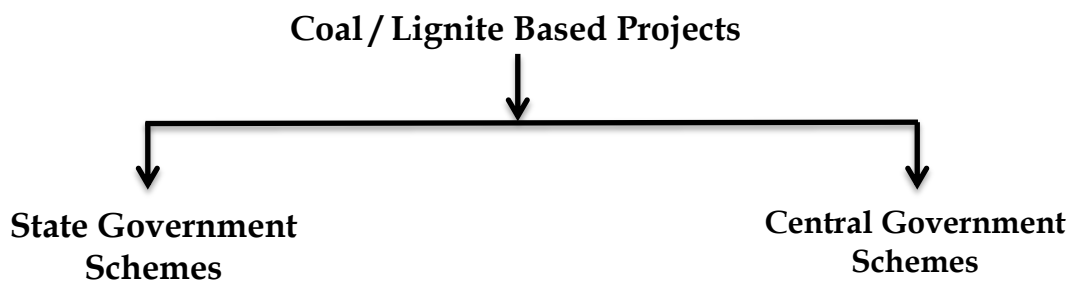 Coal / Lignite Based Projects
State Government
Schemes
Central Government
Schemes